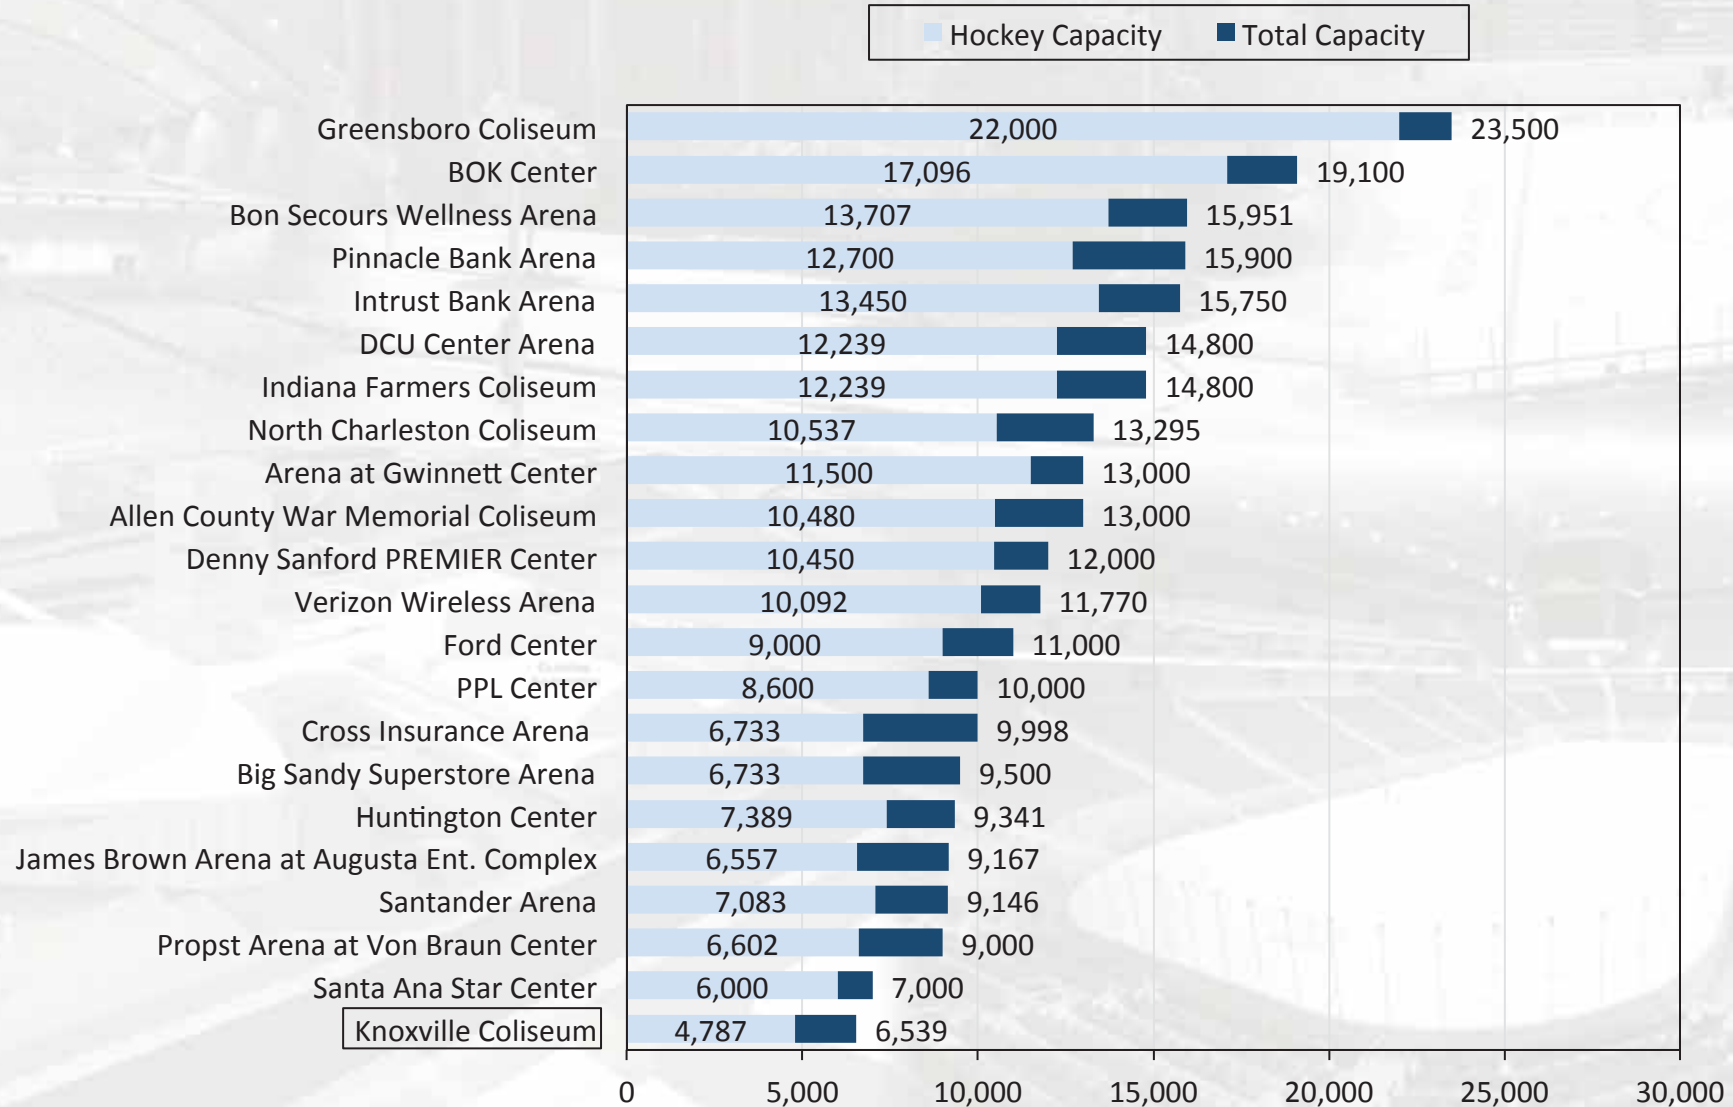 Hockey Capacity Total Capacity
Greensboro Coliseum 22,000 23,500
BOK Center 17,096 19,100
Bon Secours Wellness Arena 13,707 15,951
Pinnacle Bank Arena 12,700 15,900
Intrust Bank Arena 13,450 15,750
DCU Center Arena 12,239 14,800
Indiana Farmers Coliseum 12,239 14,800
North Charleston Coliseum 10,537 13,295
Arena at Gwinnett Center 11,500 13,000
Allen County War Memorial Coliseum 10,480 13,000
Denny Sanford PREMIER Center 10,450 12,000
Verizon Wireless Arena 10,092 11,770
Ford Center 9,000 11,000
PPL Center 8,600 10,000
Cross Insurance Arena 6,733 9,998
Big Sandy Superstore Arena 6,733 9,500
Huntington Center 7,389 9,341
James Brown Arena at Augusta Ent. Complex 6,557 9,167
Santander Arena 7,083 9,146
Propst Arena at Von Braun Center 6,602 9,000
Santa Ana Star Center 6,000 7,000
Knoxville Coliseum 4,787 6,539
0 5,000 10,000 15,000 20,000 25,000 30,000